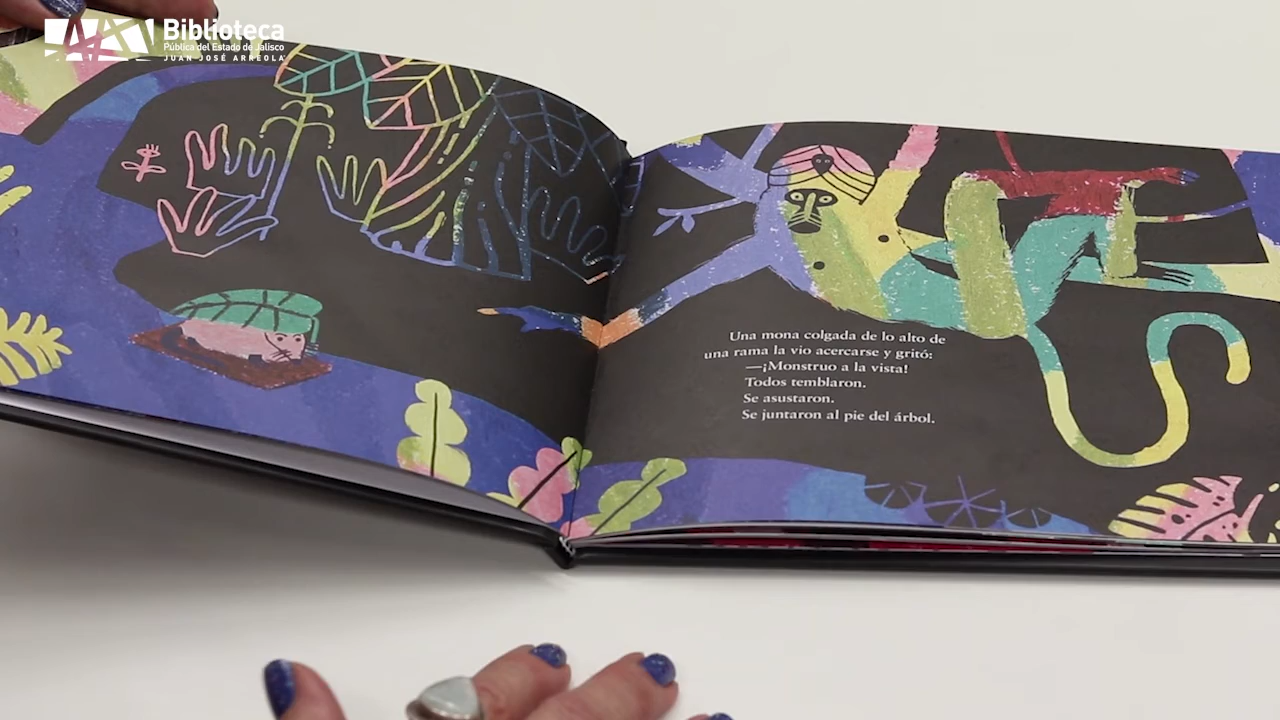 Biblioteca
Pública del Estado de Jalisco
JUAN JOSÉ ARREOLA
Una mona colgada de lo alto de
una rama la vio acercarse y gritó:
—¡Monstruo a la vista!
Todos temblaron.
Se asustaron.
Se juntaron al pie del árbol.